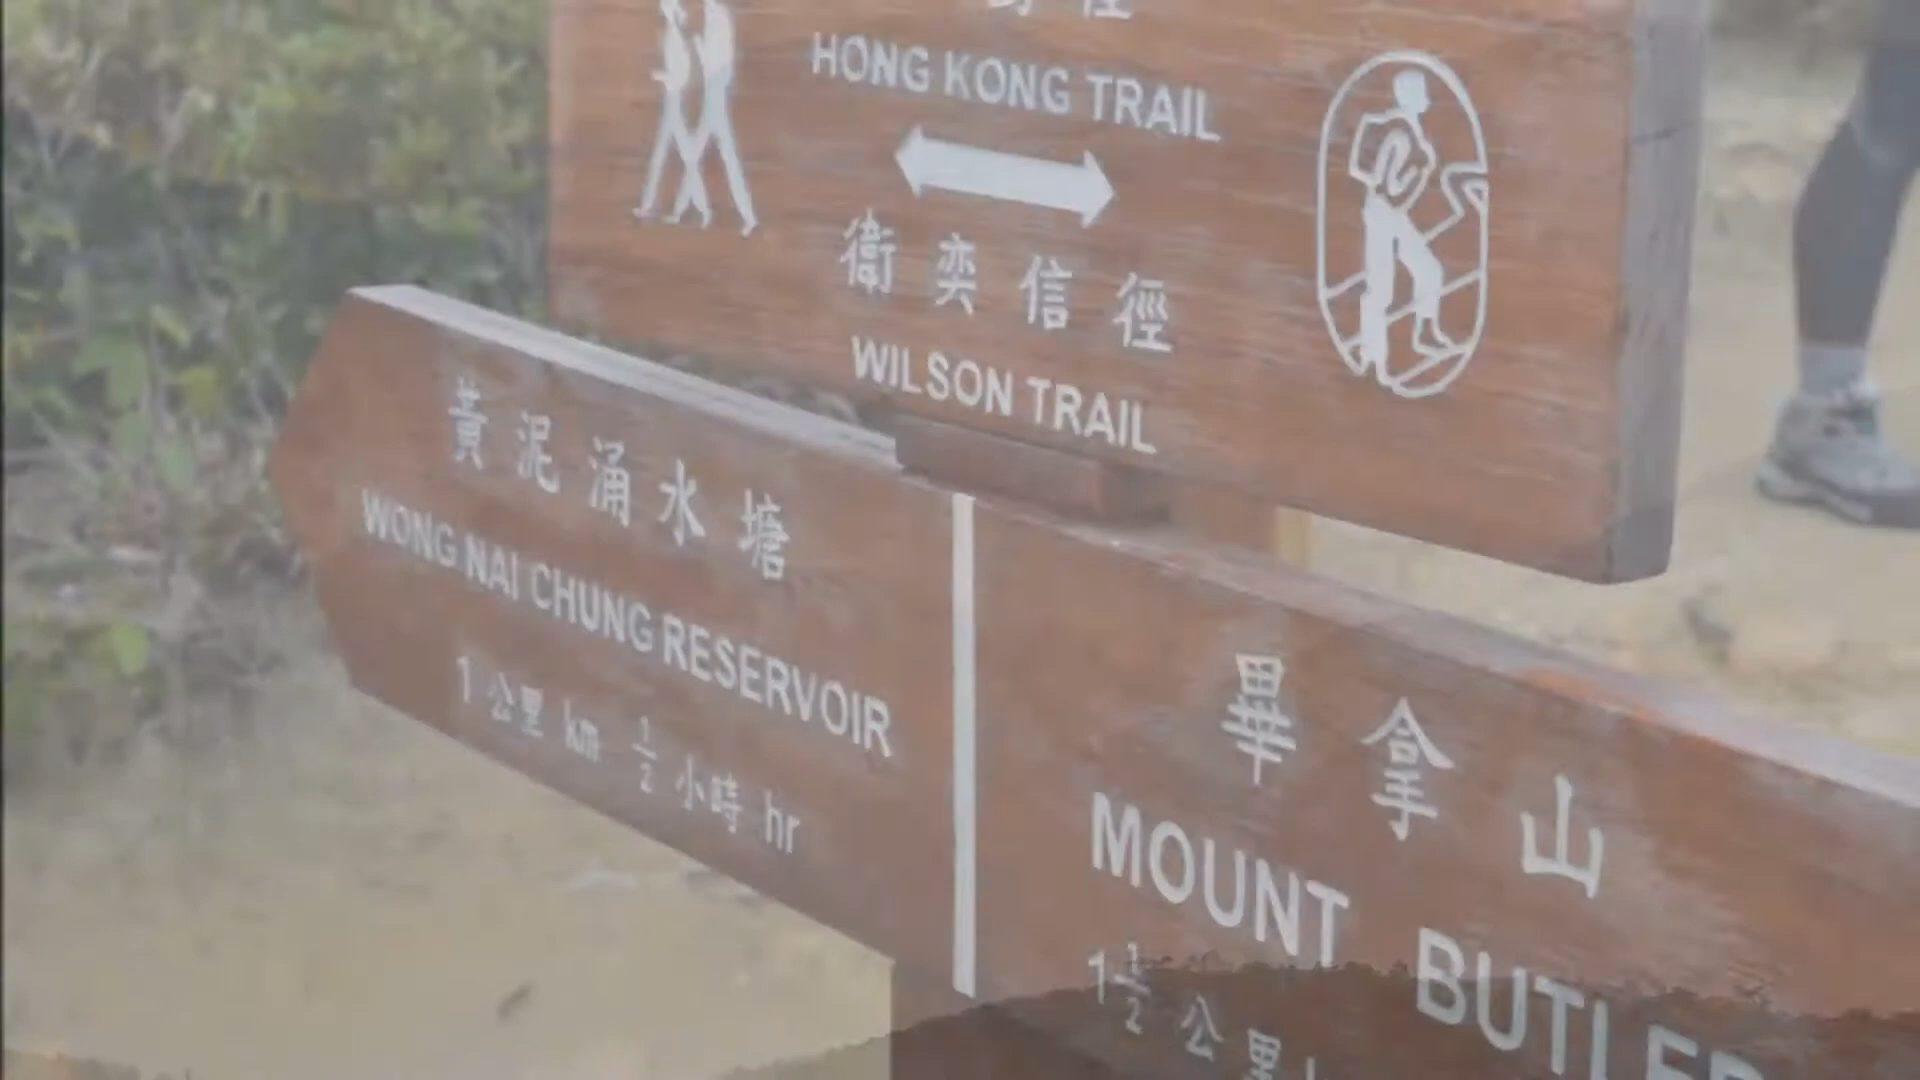 HONG KONG TRAIL
衛奕信徑
WILSON TRAIL
黃泥涌水塘
WONG NAI CHUNG RESERVOIR
1 公里 km ½ 小時 hr
畢拿山
MOUNT BUTLER
1½ 公里